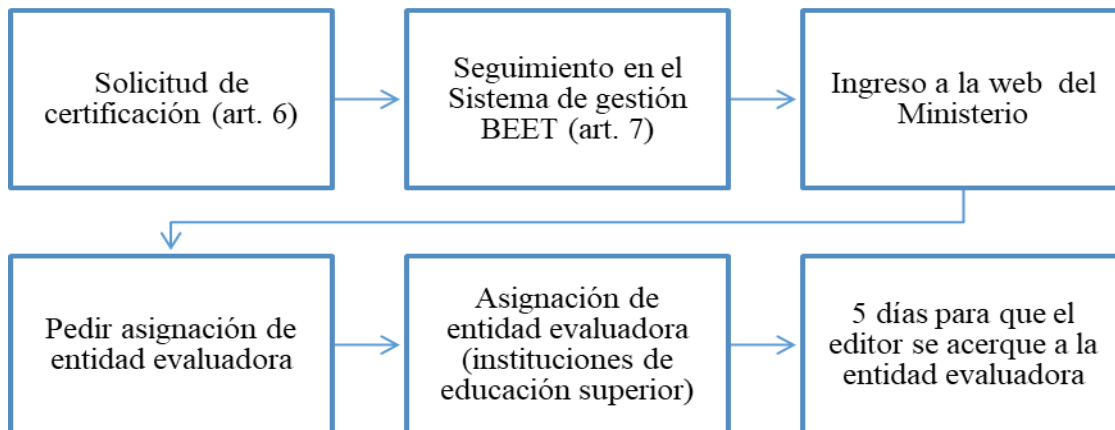 Solicitud de
certificación (art. 6)
Seguimiento en el
Sistema de gestión
BEET (art. 7)
Ingreso a la web del
Ministerio
Pedir asignación de
entidad evaluadora
Asignación de
entidad evaluadora
(instituciones de
educación superior)
5 días para que el
editor se acerque a la
entidad evaluadora